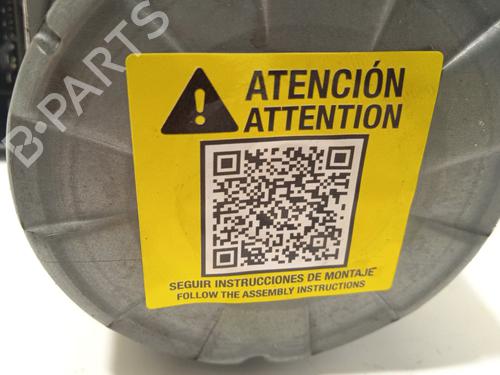 B-PARTS
ATENCIÓN
ATTENTION
SEGUIR INSTRUCCIONES DE MONTAJE
FOLLOW THE ASSEMBLY INSTRUCTIONS